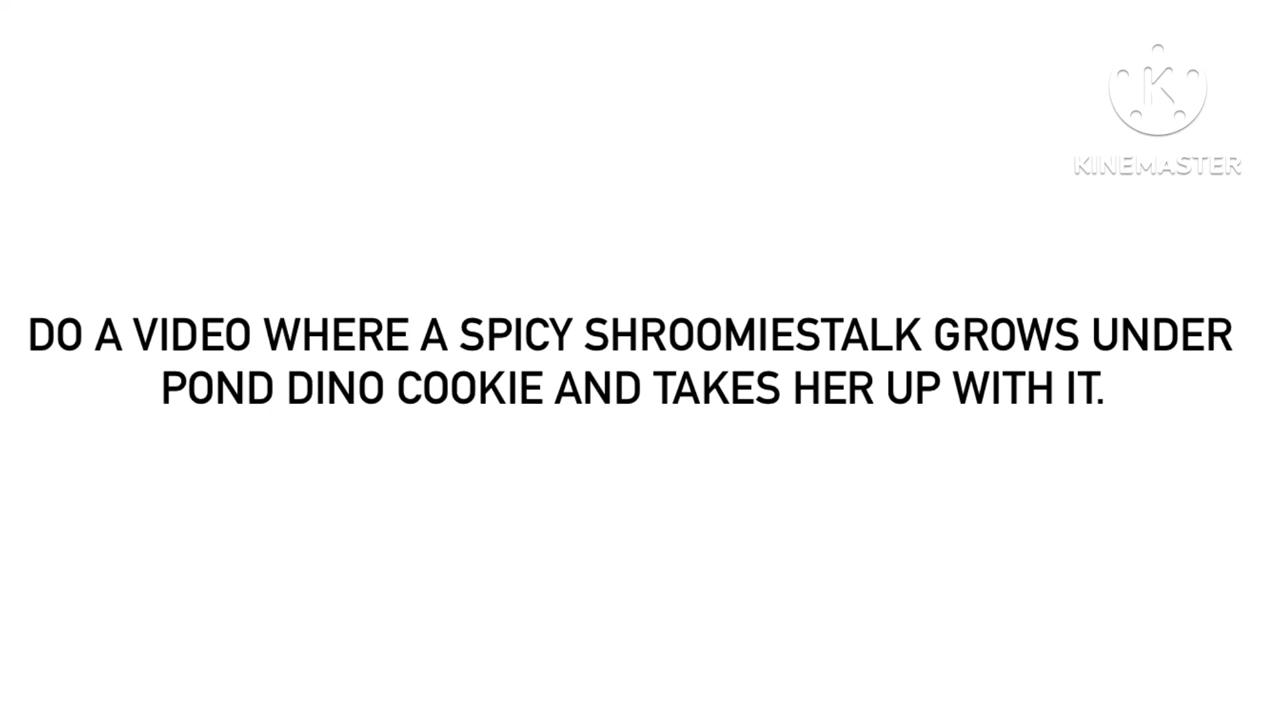 KINEMASTER
DO A VIDEO WHERE A SPICY SHROOMIESTALK GROWS UNDER
POND DINO COOKIE AND TAKES HER UP WITH IT.